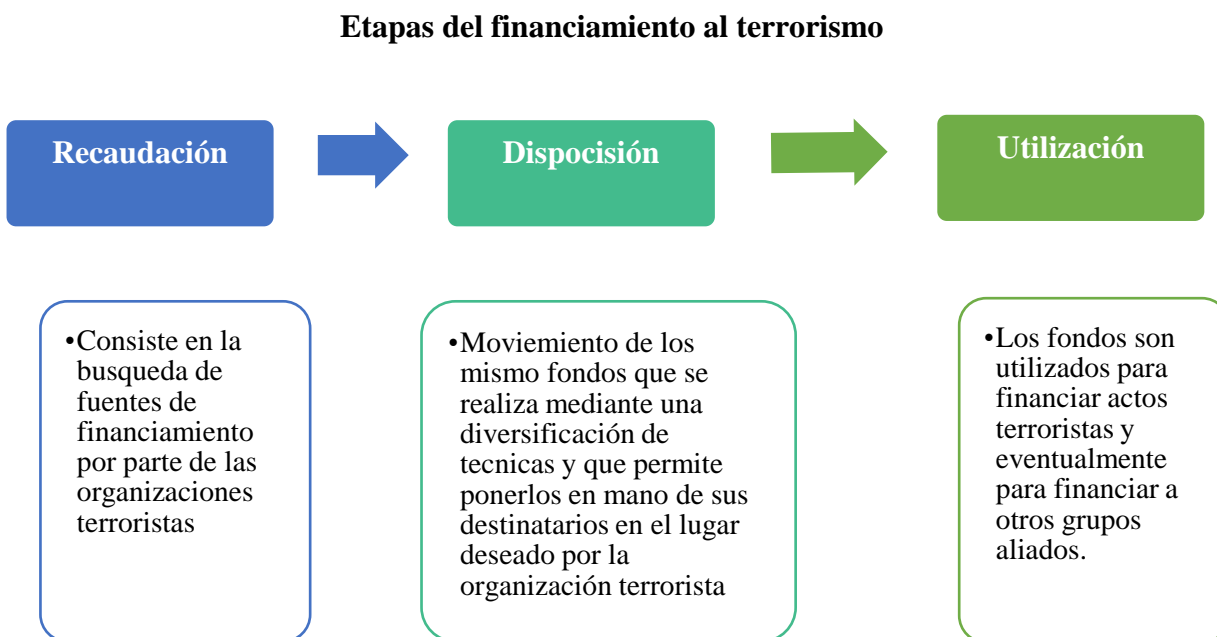 Etapas del financiamiento al terrorismo
Recaudación
Dispocisión
Utilización
•Consiste en la
busqueda de
fuentes de
financiamiento
por parte de las
organizaciones
terroristas
•Moviemiento de los
mismo fondos que se
realiza mediante una
diversificación de
tecnicas y que permite
ponerlos en mano de sus
destinatarios en el lugar
deseado por la
organización terrorista
•Los fondos son
utilizados para
financiar actos
terroristas y
eventualmente
para financiar a
otros grupos
aliados.